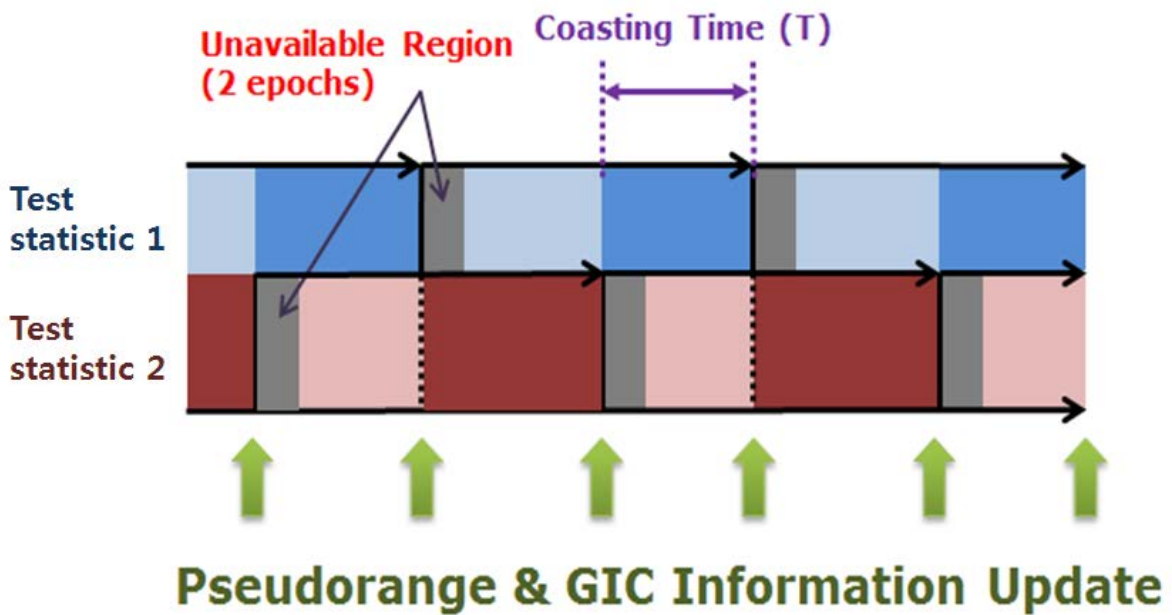 Coasting Time (T)
Unavailable Region
(2 epochs)
Test
statistic 1
Test
statistic 2
Pseudorange & GIC Information Update